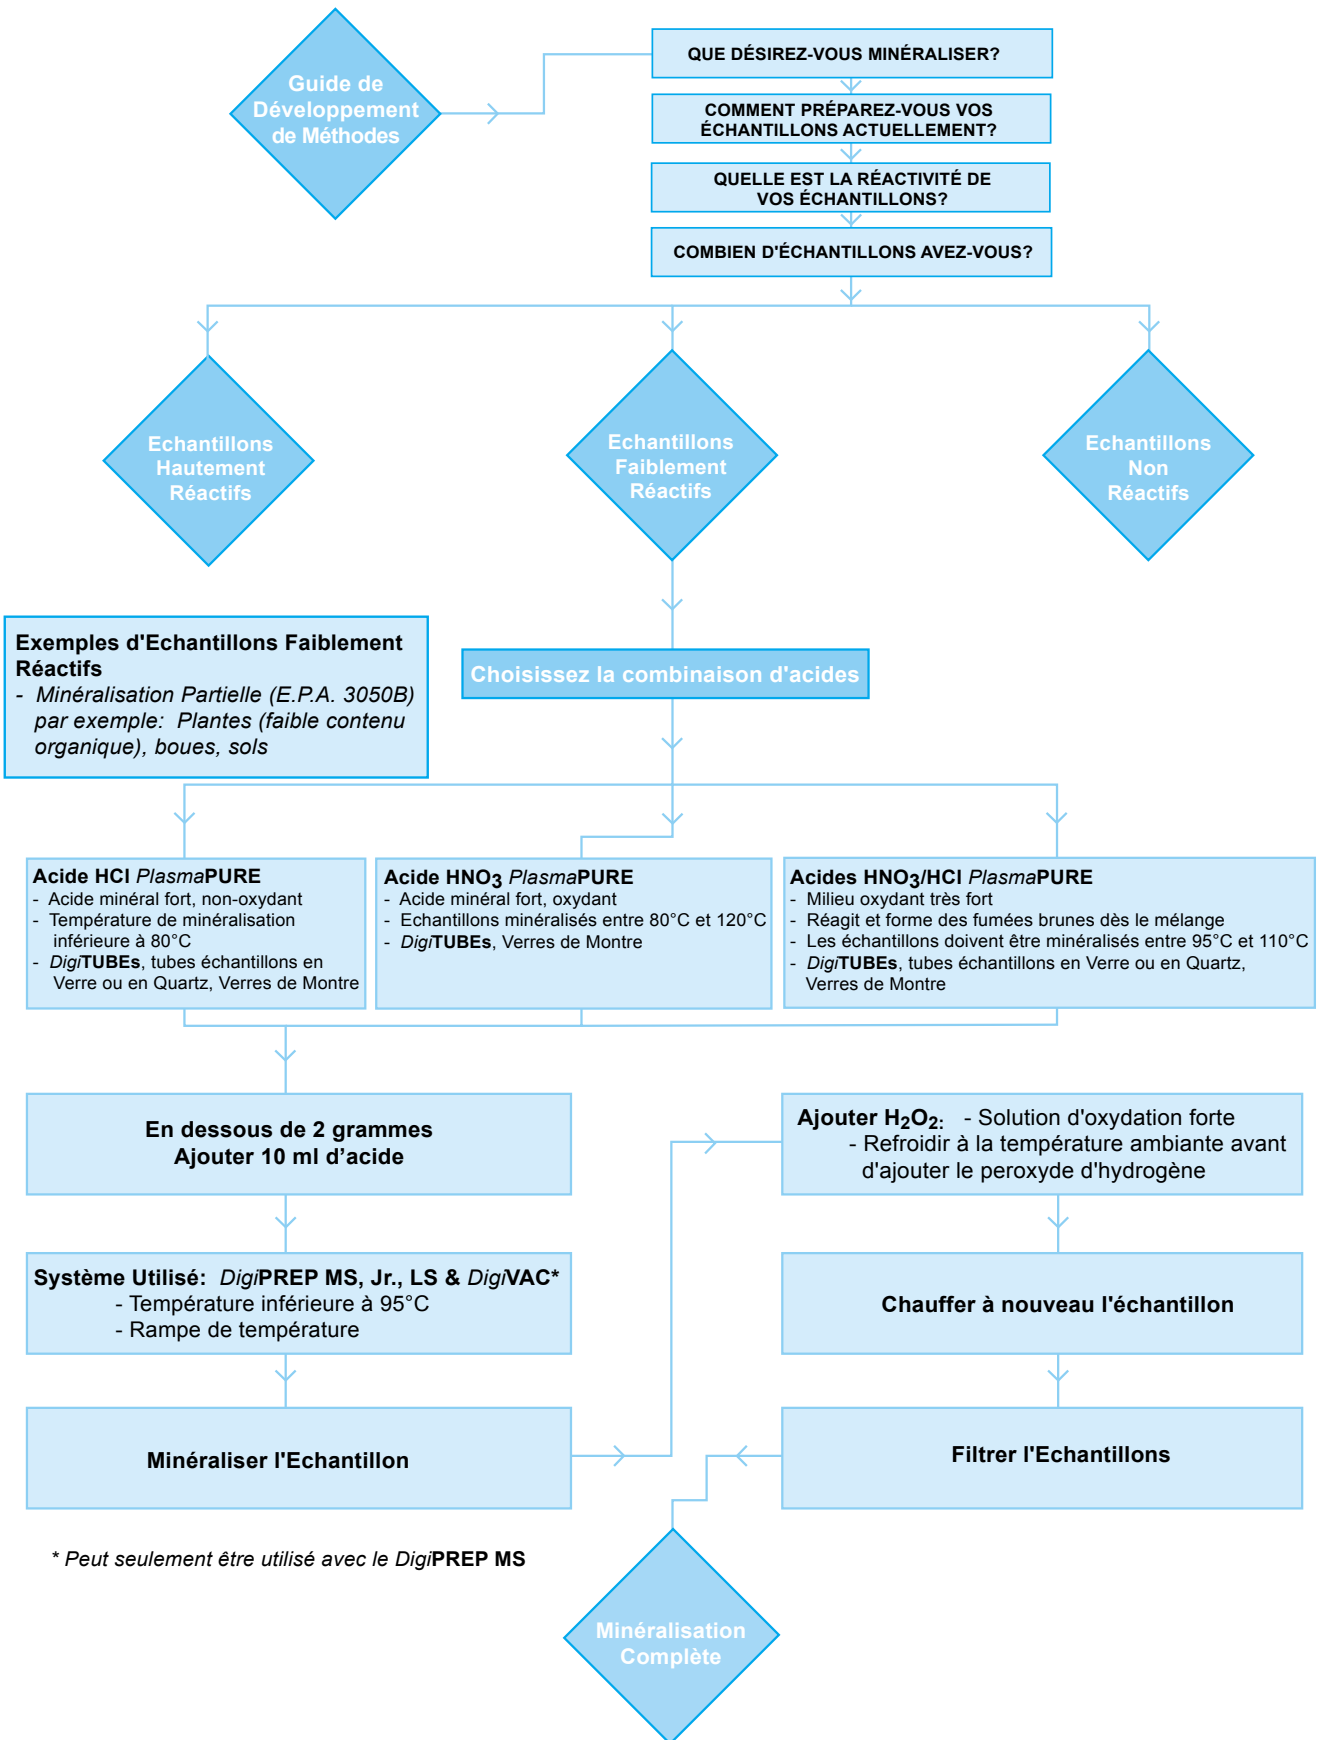 Guide de
Développement
de Méthodes
QUE DÉSIREZ-VOUS MINÉRALISER?
COMMENT PRÉPAREZ-VOUS VOS
ÉCHANTILLONS ACTUELLEMENT?
QUELLE EST LA RÉACTIVITÉ DE
VOS ÉCHANTILLONS?
COMBIEN D'ÉCHANTILLONS AVEZ-VOUS?
Echantillons
Hautement
Réactifs
Echantillons
Faiblement
Réactifs
Echantillons
Non
Réactifs
Exemples d'Echantillons Faiblement
Réactifs
- Minéralisation Partielle (E.P.A. 3050B)
par exemple: Plantes (faible contenu
organique), boues, sols
Choisissez la combinaison d'acides
Acide HCl PlasmaPURE
- Acide minéral fort, non-oxydant
- Température de minéralisation
inférieure à 80°C
- DigiTUBEs, tubes échantillons en
Verre ou en Quartz, Verres de Montre
Acide HNO3 PlasmaPURE
- Acide minéral fort, oxydant
- Echantillons minéralisés entre 80°C et 120°C
- DigiTUBEs, Verres de Montre
Acides HNO3/HCl PlasmaPURE
- Milieu oxydant très fort
- Réagit et forme des fumées brunes dès le mélange
- Les échantillons doivent être minéralisés entre 95°C et 110°C
- DigiTUBEs, tubes échantillons en Verre ou en Quartz,
Verres de Montre
En dessous de 2 grammes
Ajouter 10 ml d’acide
Système Utilisé: DigiPREP MS, Jr., LS & DigiVAC*
- Température inférieure à 95°C
- Rampe de température
Minéraliser l'Echantillon
Ajouter H2O2: - Solution d'oxydation forte
- Refroidir à la température ambiante avant
d'ajouter le peroxyde d'hydrogène
Chauffer à nouveau l'échantillon
Filtrer l'Echantillons
* Peut seulement être utilisé avec le DigiPREP MS
Minéralisation
Complète